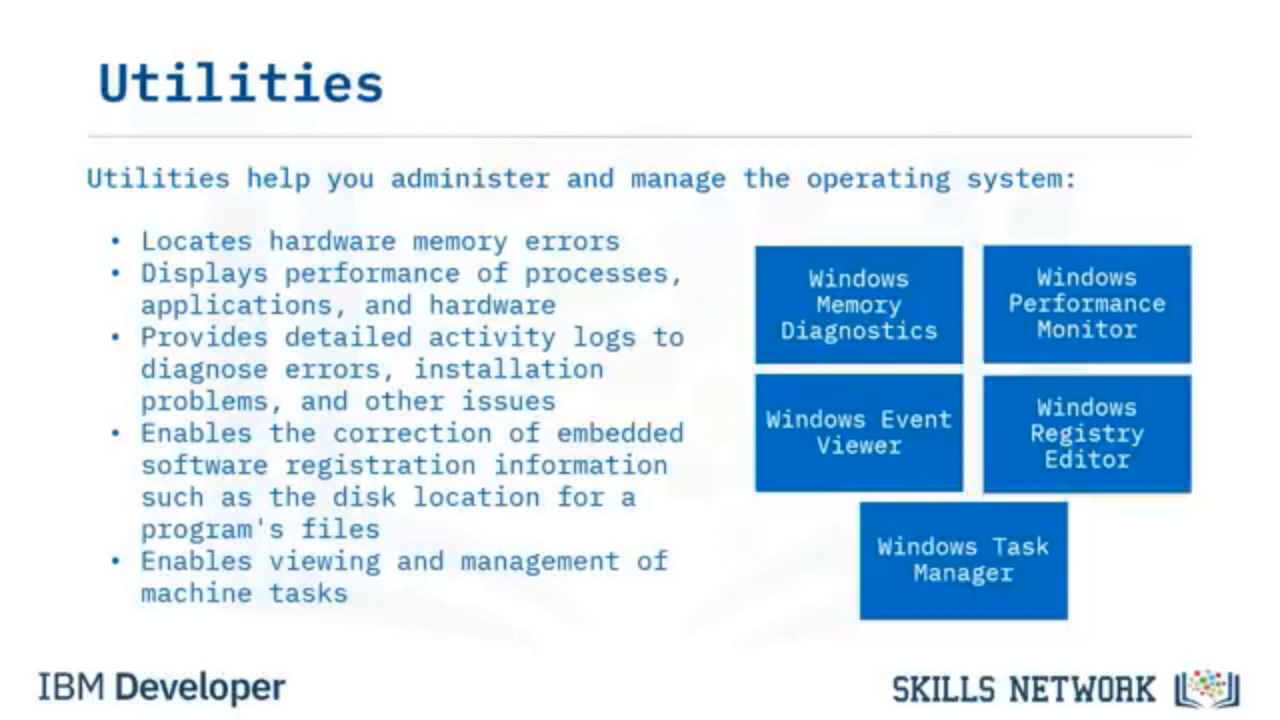 Utilities
Utilities help you administer and manage the operating system:
• Locates hardware memory errors
• Displays performance of processes,
applications, and hardware
• Provides detailed activity logs to
diagnose errors, installation
problems, and other issues
• Enables the correction of embedded
software registration information
such as the disk location for a
program's files
• Enables viewing and management of
machine tasks
Windows
Memory
Diagnostics
Windows
Performance
Monitor
Windows Event
Viewer
Windows
Registry
Editor
Windows Task
Manager
IBM Developer
SKILLS NETWORK